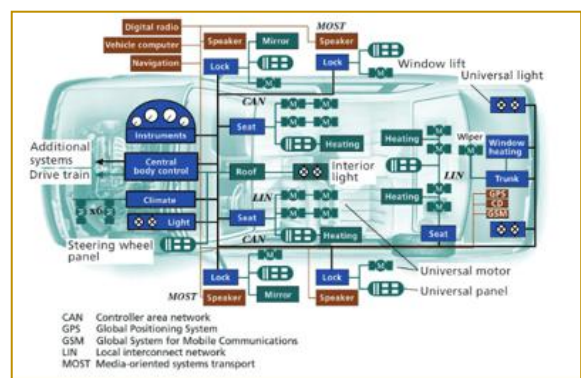 Digital radio
MOST
Vehicle computer
Speaker
Mirror
Speaker
Navigation
Lock
Lock
Window lift
M
M
Universal light
CAN
M
M
Instruments
Seat
M
M
Additional
systems
Drive train
Central
body control
Heating
Heating
M
Wiper
M
Window
heating
Roof
Interior
light
M
Climate
LIN
M
M
Heating
LIN
Trunk
GPS
CD
GSM
Light
Seat
M
M
M
Steering wheel
panel
CAN
Heating
Seat
Lock
M
Lock
M
Universal motor
MOST
Speaker
Mirror
Speaker
Universal panel
CAN Controller area network
GPS Global Positioning System
GSM Global System for Mobile Communications
LIN Local interconnect network
MOST Media-oriented systems transport